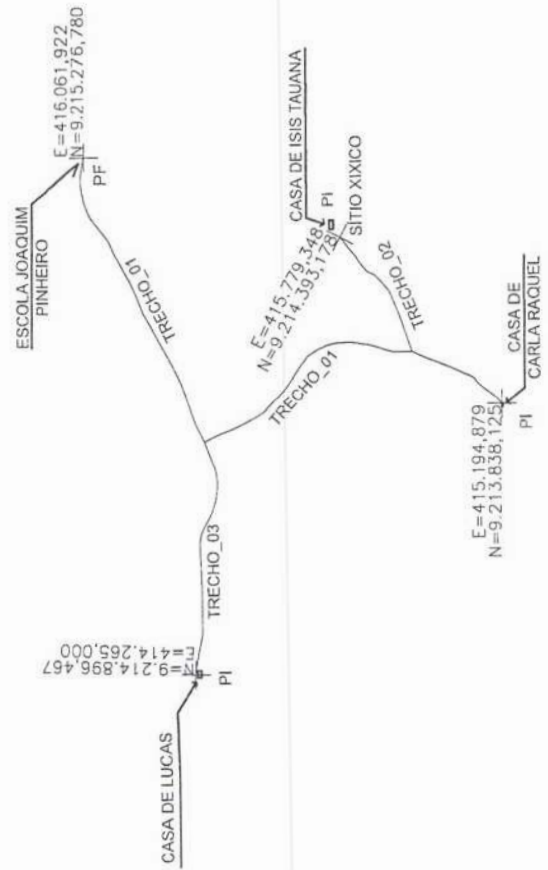 ESCOLA JOAQUIM
PINHEIRO
E=416.061,922
N=9.215.276,780
PF
TRECHO_01
CASA DE ISIS TAUANA
E=415.779,348
N=9.214.393,178
PI
SÍTIO XIXICO
TRECHO_02
TRECHO_01
CASA DE
CARLA RAQUEL
E=415.194,879
N=9.213.838,125
PI
TRECHO_03
N=9.214.896,467
E=414.265,000
PI
CASA DE LUCAS